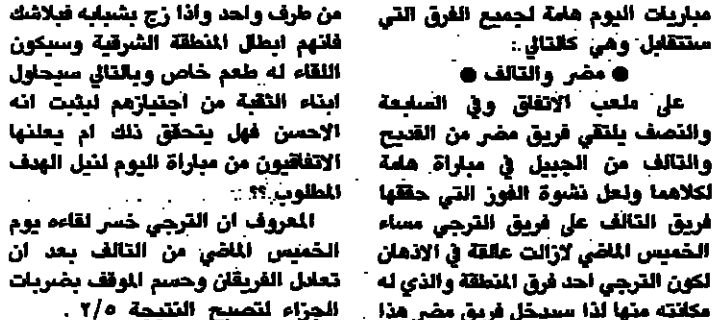 مباريات اليوم هامة لجميع الفرق التي
ستتقابل وهي كالتالي :
● مضر والتالف ●
على ملعب الاتفاق وفي السابعة
والنصف يلتقي فريق مضر من القديح
والتالف من الجبيل في مباراة هامة
لكلاهما ولعل نشوة الفوز التي حققها
فريق التالف على فريق الترجي مساء
الخميس الماضي لازالت عالقة في الاذهان
لكون الترجي احد فرق المنطقة والذي له
مكانته منها لذا سيدخل فريق مضر هذا
من طرف واحد واذا زج بشبابه فبلاشك
فانهم ابطال المنطقة الشرقية وسيكون
اللقاء له طعم خاص وبالتالي سيحاول
ابناء الثقبة من اجتيازهم ليثبت انه
الاحسن فهل يتحقق ذلك ام يعلنها
الاتفاقيون من مباراة اليوم لنيل الهدف
المطلوب ؟؟
المعروف ان الترجي خسر لقاءه يوم
الخميس الماضي من التالف بعد ان
تعادل الفريقان وحسم الموقف بضربات
الجزاء لتصبح النتيجة ٢/٥ .